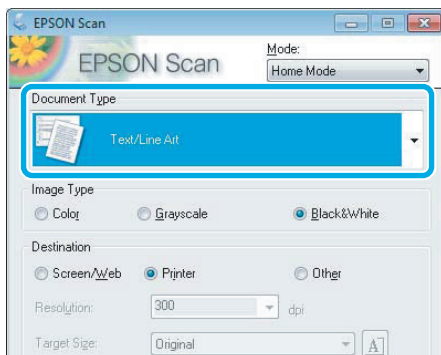 EPSON Scan
EPSON Scan
Mode:
Home Mode
Document Type
Text/Line Art
Image Type
Color
Grayscale
Black&White
Destination
Screen/Web
Printer
Other
Resolution:
300
dpi
Target Size:
Original
A